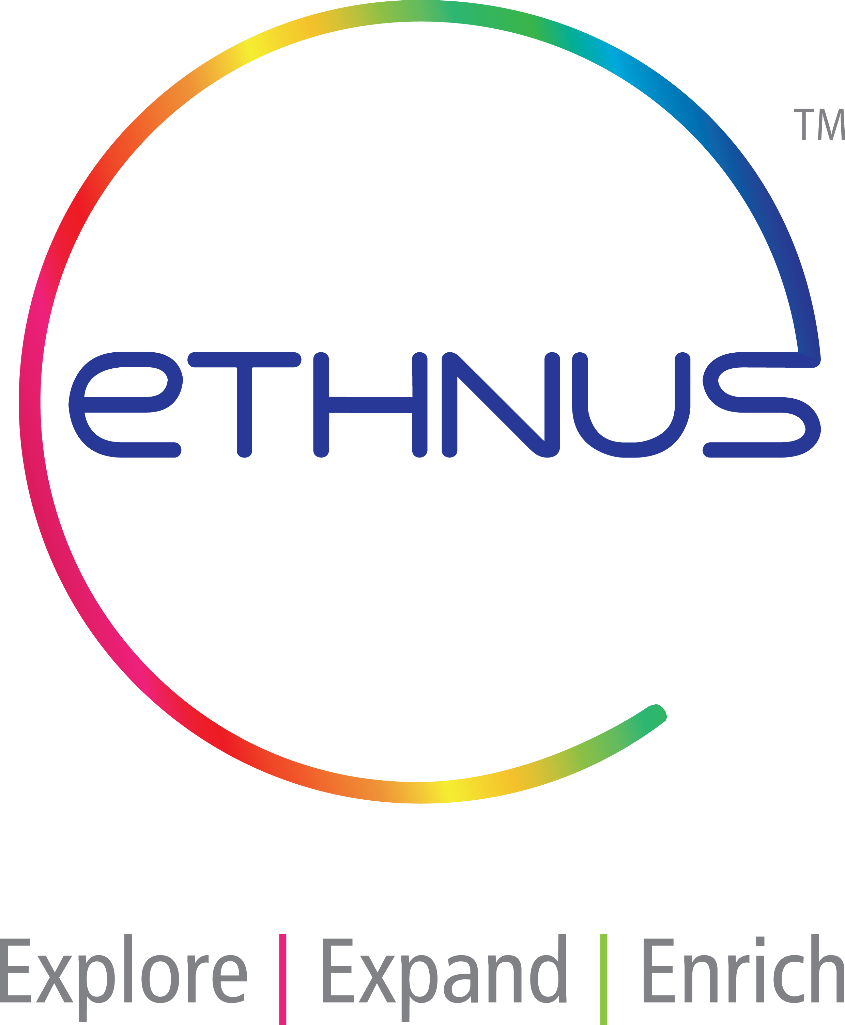 TM
eTHNUS
Explore | Expand | Enrich